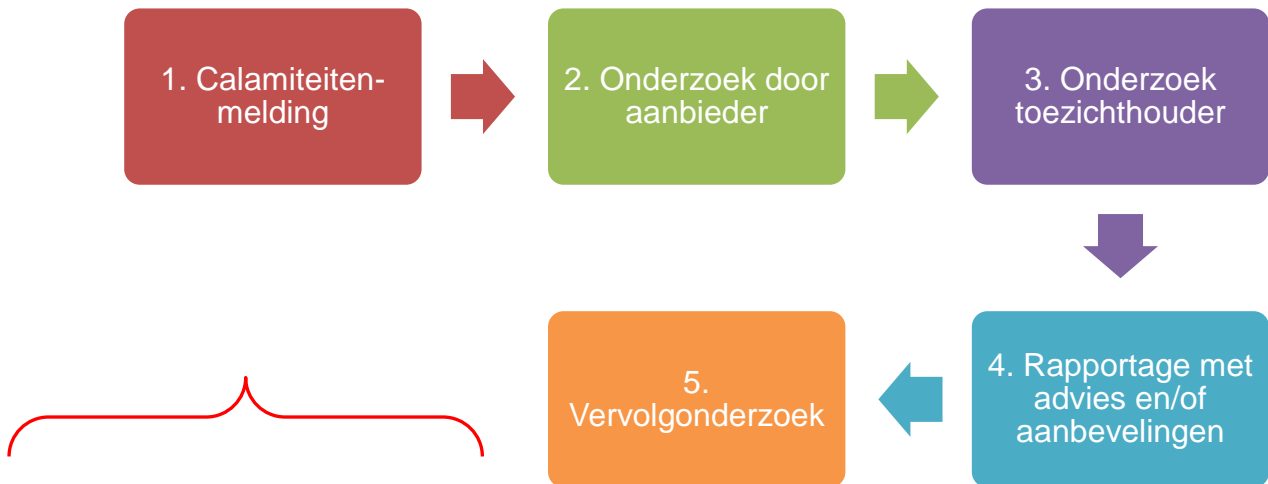 1. Calamiteiten-
melding
2. Onderzoek door
aanbieder
3. Onderzoek
toezichthouder
4. Rapportage met
advies en/of
aanbevelingen
5.
Vervolgonderzoek